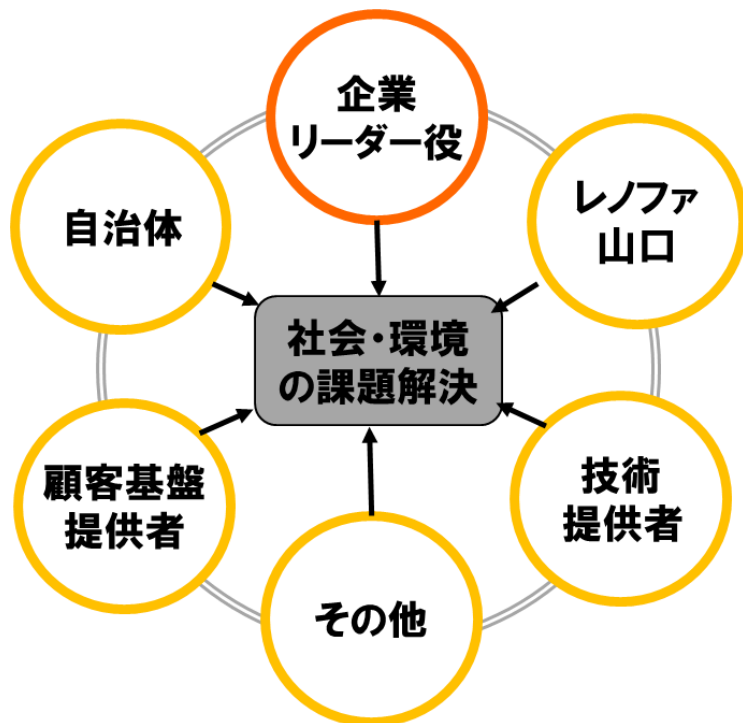 企業
リーダー役
自治体
レノファ
山口
社会・環境
の課題解決
顧客基盤
提供者
技術
提供者
その他